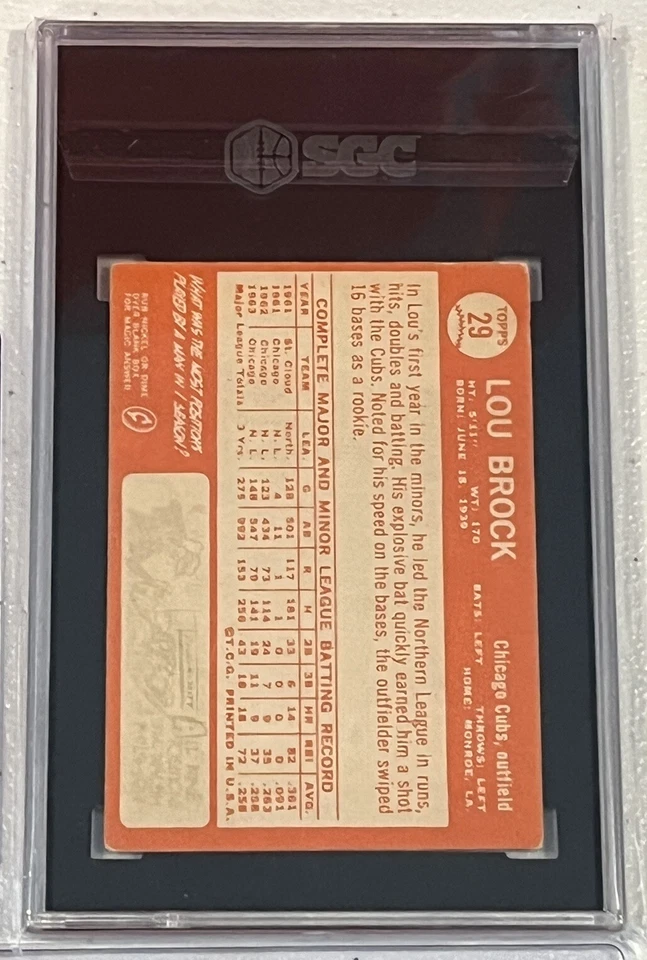 SGC
TOPPS
29
LOU BROCK
Chicago Cubs, outfield
HT: 5'11" WT: 170 BATS: LEFT THROWS: LEFT
BORN: JUNE 18, 1939 HOME: MONROE, LA.
In Lou's first year in the minors, he led the Northern League in runs,
hits, doubles and batting. His explosive bat quickly earned him a shot
with the Cubs. Noted for his speed on the bases, the outfielder swiped
16 bases as a rookie.
COMPLETE MAJOR AND MINOR LEAGUE BATTING RECORD
YEAR TEAM LEA. G AB R H 2B 3B HR RBI AVG.
1961 St. Cloud North. 128 501 117 181 33 6 14 82 .361
1961 Chicago N. L. 4 11 1 1 0 0 0 0 .091
1962 Chicago N. L. 123 434 73 114 24 7 9 35 .263
1963 Chicago N. L. 148 547 79 141 19 11 9 37 .258
Major League Totals 3 Yrs. 275 992 153 256 43 18 18 72 .258
©T.C.G. PRINTED IN U.S.A.
WHAT WAS THE MOST POSITIONS
PLAYED BY A MAN IN 1 SEASON?
RUB NICKEL OR DIME
OVER BLANK BOX
FOR MAGIC ANSWER